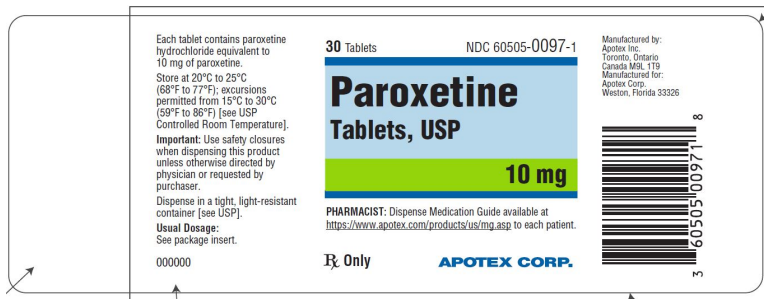 Each tablet contains paroxetine
hydrochloride equivalent to
10 mg of paroxetine.
Store at 20°C to 25°C
(68°F to 77°F); excursions
permitted from 15°C to 30°C
(59°F to 86°F) [see USP
Controlled Room Temperature].
Important: Use safety closures
when dispensing this product
unless otherwise directed by
physician or requested by
purchaser.
Dispense in a tight, light-resistant
container [see USP].
Usual Dosage:
See package insert.
000000
30 Tablets NDC 60505-0097-1
Paroxetine
Tablets, USP
10 mg
PHARMACIST: Dispense Medication Guide available at
https://www.apotex.com/products/us/mg.asp to each patient.
Rx Only APOTEX CORP.
Manufactured by:
Apotex Inc.
Toronto, Ontario
Canada M9L 1T9
Manufactured for:
Apotex Corp.
Weston, Florida 33326
3 60505 00971 8